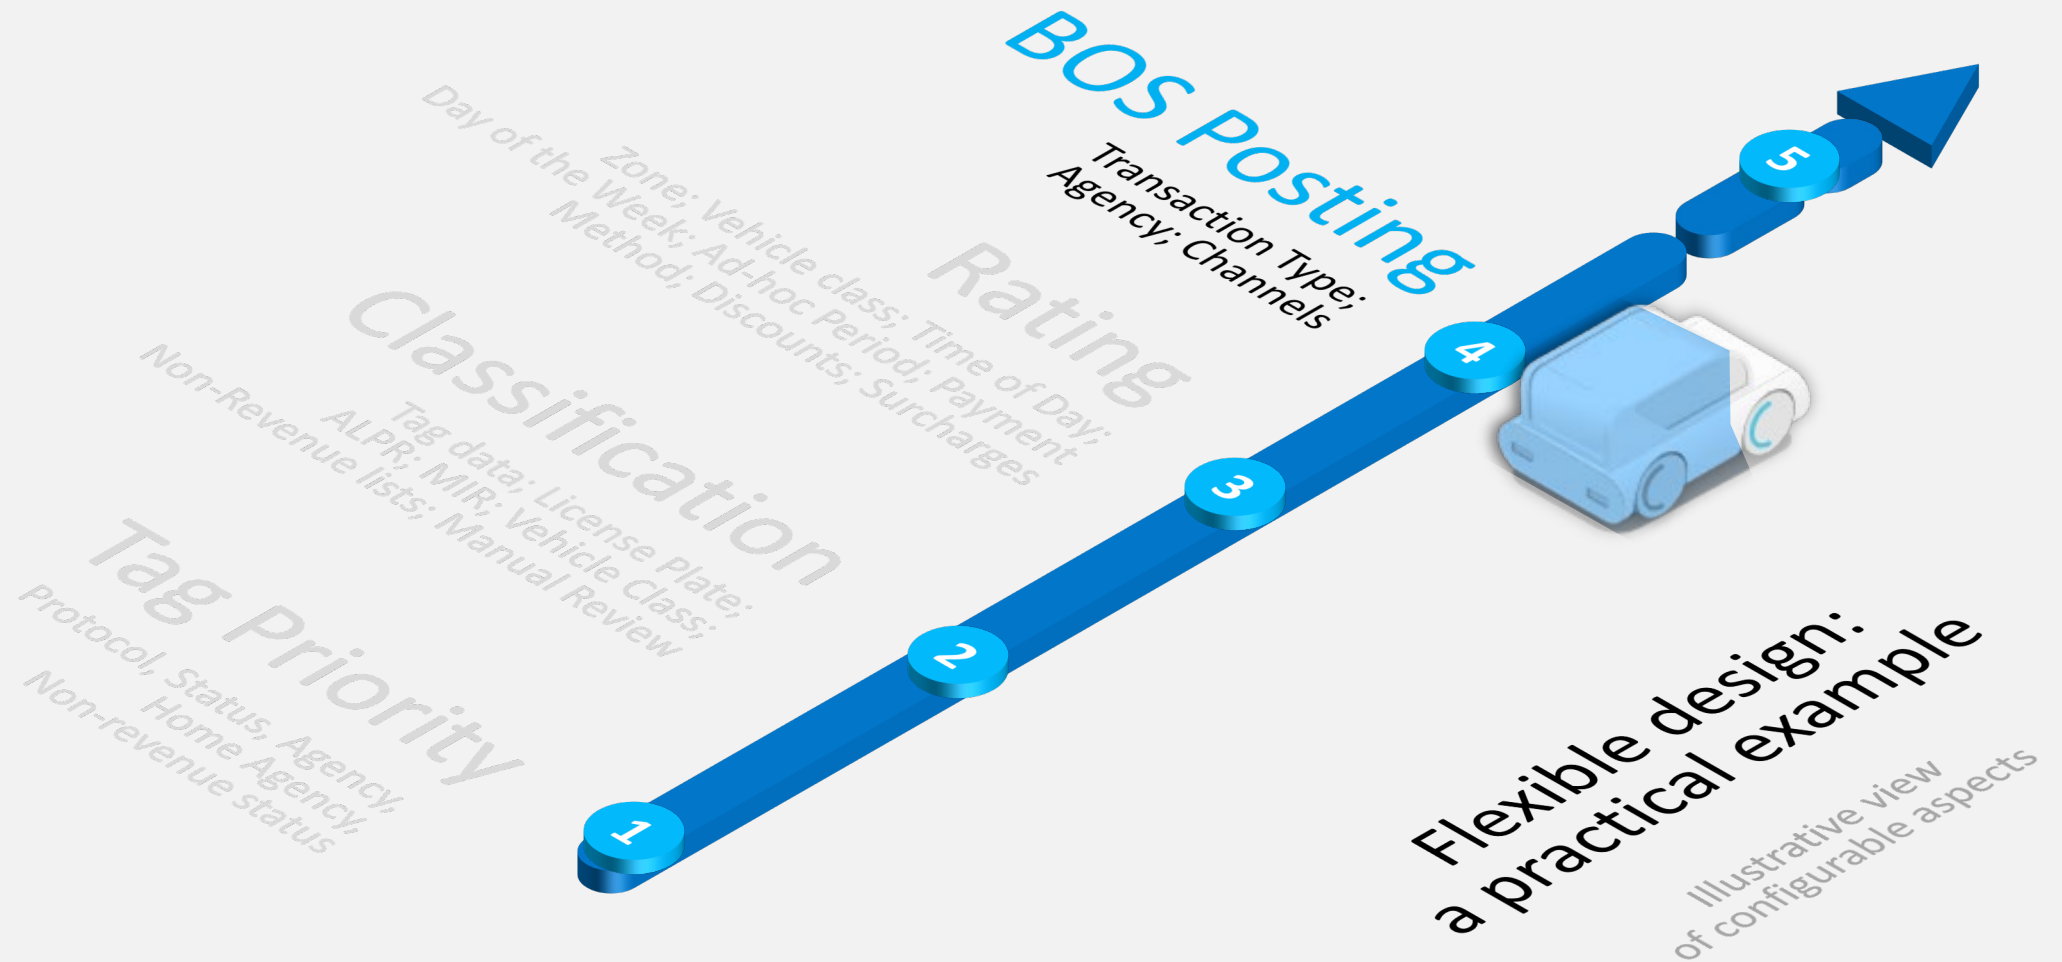 BOS Posting
Transaction Type;
Agency; Channels
Rating
Zone; Vehicle class; Time of Day;
Day of the Week; Ad-hoc Period; Payment
Method; Discounts; Surcharges
Classification
Tag data; License Plate;
ALPR; MIR; Vehicle Class;
Non-Revenue lists; Manual Review
Tag Priority
Protocol, Status, Agency,
Home Agency,
Non-revenue status
1
2
3
4
5
Flexible design:
a practical example
Illustrative view
of configurable aspects